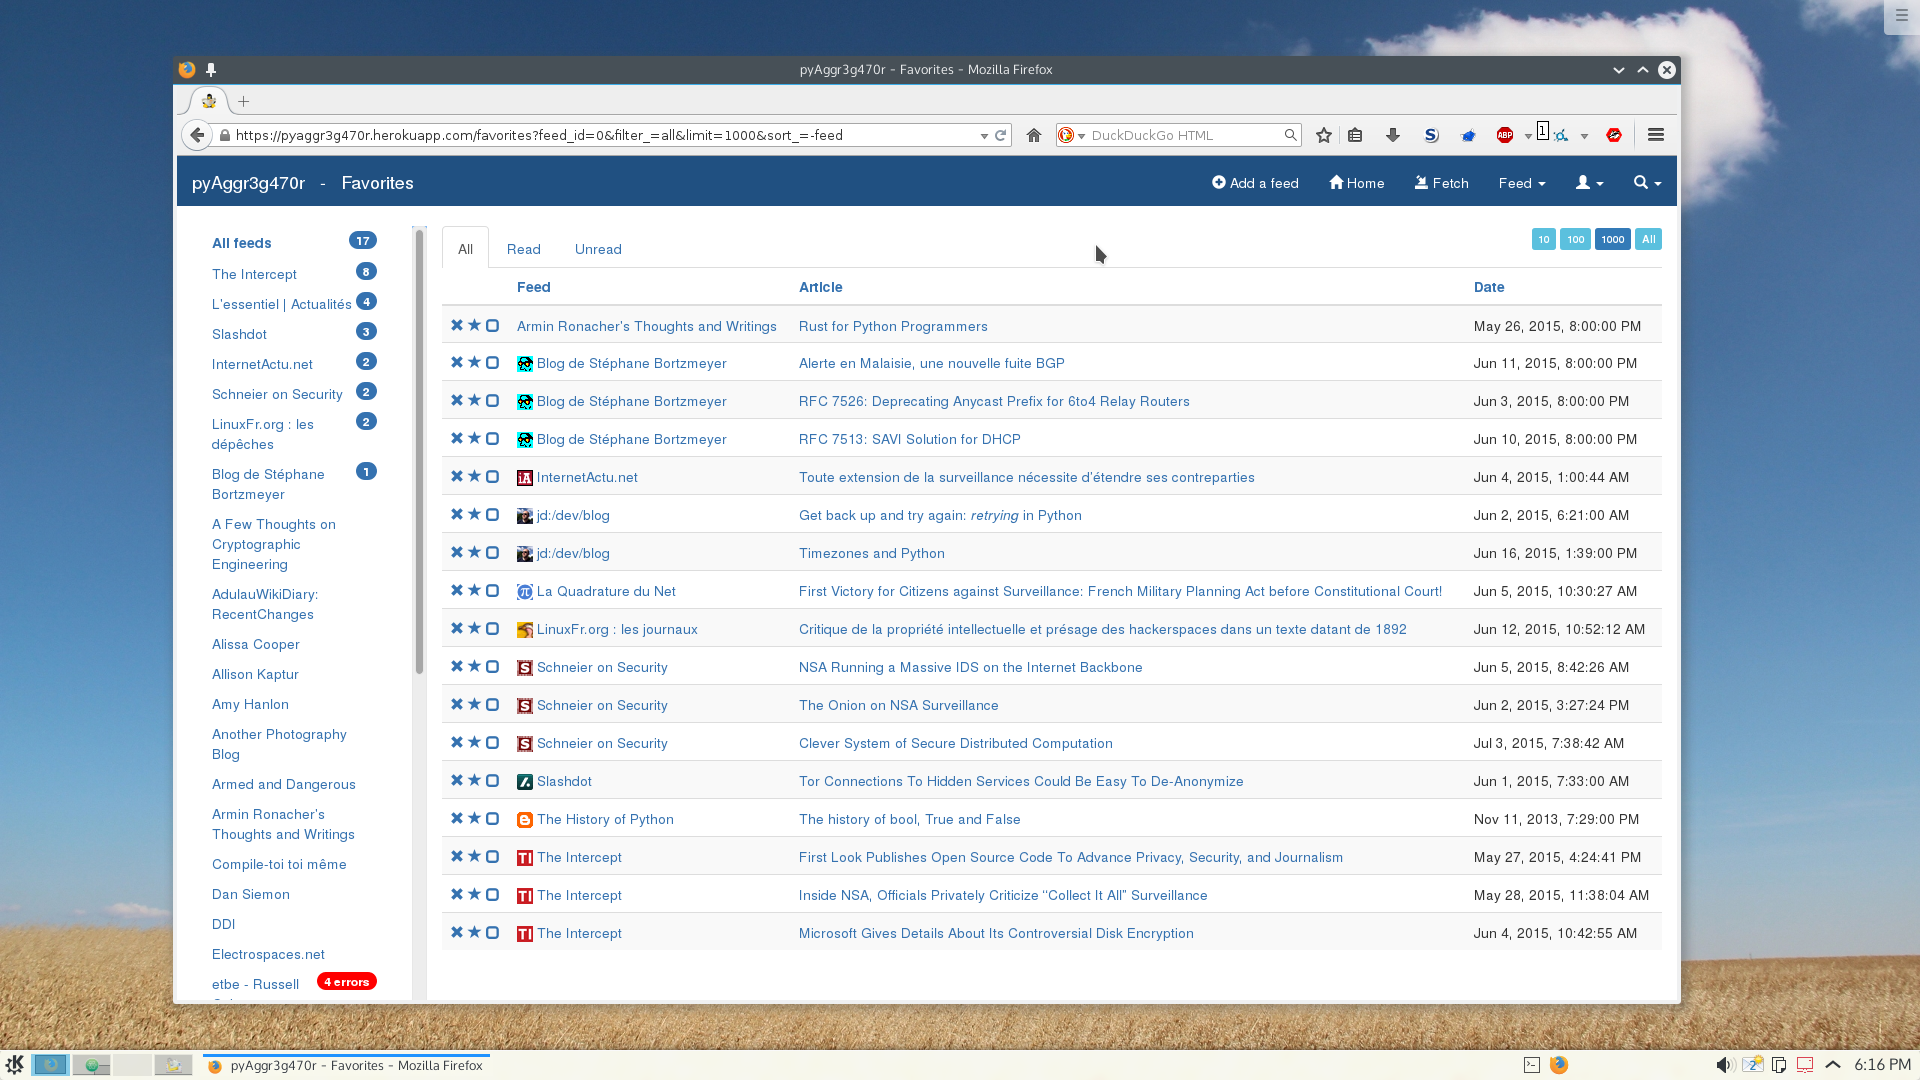 pyAggr3g470r - Favorites - Mozilla Firefox
https://pyaggr3g470r.herokuapp.com/favorites?feed_id=0&filter_=all&limit=1000&sort_=-feed
DuckDuckGo HTML
ABP
1
pyAggr3g470r - Favorites
Add a feed
Home
Fetch
Feed
All feeds 17
The Intercept 8
L'essentiel | Actualités 4
Slashdot 3
InternetActu.net 2
Schneier on Security 2
LinuxFr.org : les 2
dépêches
Blog de Stéphane 1
Bortzmeyer
A Few Thoughts on
Cryptographic
Engineering
AdulauWikiDiary:
RecentChanges
Alissa Cooper
Allison Kaptur
Amy Hanlon
Another Photography
Blog
Armed and Dangerous
Armin Ronacher's
Thoughts and Writings
Compile-toi toi même
Dan Siemon
DDI
Electrospaces.net
etbe - Russell 4 errors
All Read Unread
10 100 1000 All
Feed Article Date
Armin Ronacher's Thoughts and Writings Rust for Python Programmers May 26, 2015, 8:00:00 PM
Blog de Stéphane Bortzmeyer Alerte en Malaisie, une nouvelle fuite BGP Jun 11, 2015, 8:00:00 PM
Blog de Stéphane Bortzmeyer RFC 7526: Deprecating Anycast Prefix for 6to4 Relay Routers Jun 3, 2015, 8:00:00 PM
Blog de Stéphane Bortzmeyer RFC 7513: SAVI Solution for DHCP Jun 10, 2015, 8:00:00 PM
iA InternetActu.net Toute extension de la surveillance nécessite d'étendre ses contreparties Jun 4, 2015, 1:00:44 AM
jd:/dev/blog Get back up and try again: retrying in Python Jun 2, 2015, 6:21:00 AM
jd:/dev/blog Timezones and Python Jun 16, 2015, 1:39:00 PM
π La Quadrature du Net First Victory for Citizens against Surveillance: French Military Planning Act before Constitutional Court! Jun 5, 2015, 10:30:27 AM
LinuxFr.org : les journaux Critique de la propriété intellectuelle et présage des hackerspaces dans un texte datant de 1892 Jun 12, 2015, 10:52:12 AM
S Schneier on Security NSA Running a Massive IDS on the Internet Backbone Jun 5, 2015, 8:42:26 AM
S Schneier on Security The Onion on NSA Surveillance Jun 2, 2015, 3:27:24 PM
S Schneier on Security Clever System of Secure Distributed Computation Jul 3, 2015, 7:38:42 AM
Slashdot Tor Connections To Hidden Services Could Be Easy To De-Anonymize Jun 1, 2015, 7:33:00 AM
The History of Python The history of bool, True and False Nov 11, 2013, 7:29:00 PM
TI The Intercept First Look Publishes Open Source Code To Advance Privacy, Security, and Journalism May 27, 2015, 4:24:41 PM
TI The Intercept Inside NSA, Officials Privately Criticize “Collect It All” Surveillance May 28, 2015, 11:38:04 AM
TI The Intercept Microsoft Gives Details About Its Controversial Disk Encryption Jun 4, 2015, 10:42:55 AM
pyAggr3g470r - Favorites - Mozilla Firefox
2
6:16 PM